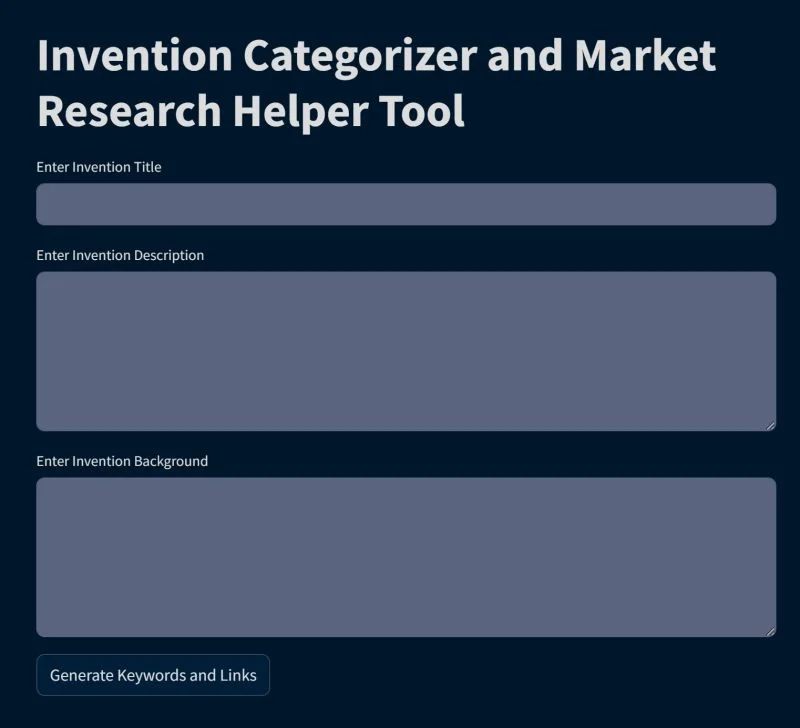 Invention Categorizer and Market
Research Helper Tool
Enter Invention Title
Enter Invention Description
Enter Invention Background
Generate Keywords and Links